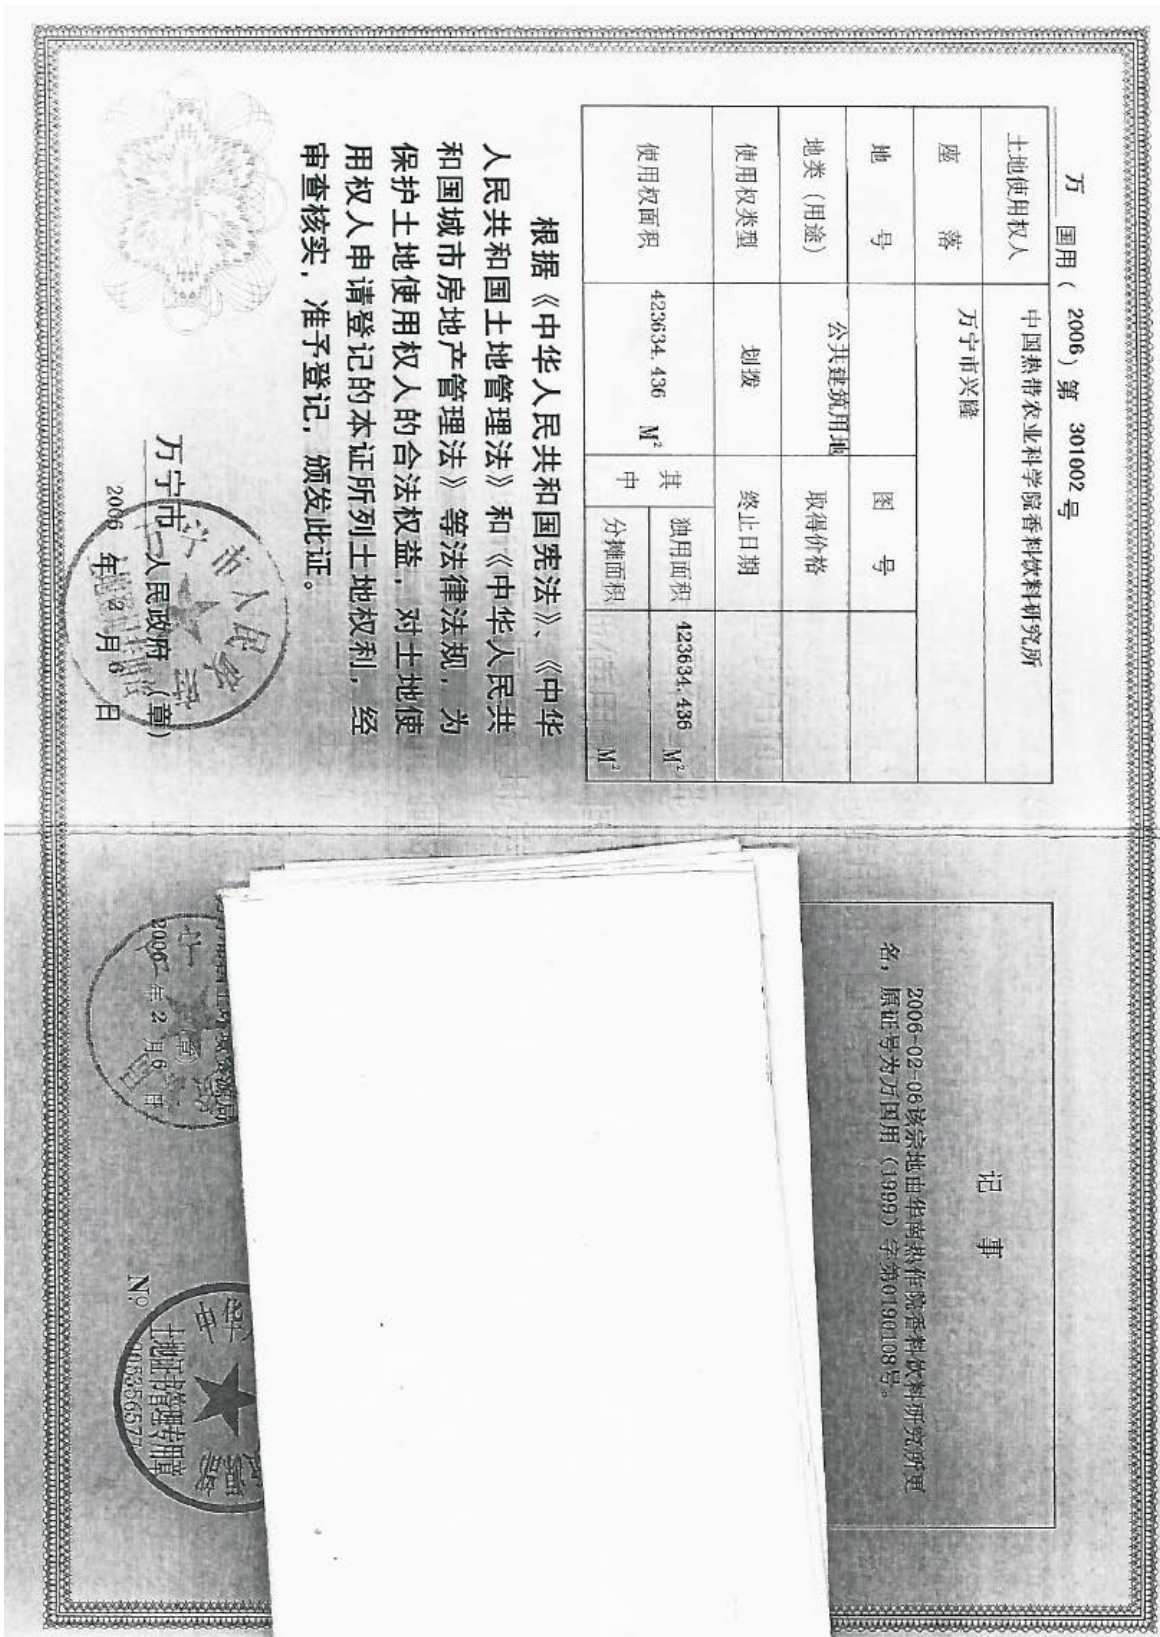 万 国用（ 2006）第 301002 号
土地使用权人 中国热带农业科学院香料饮料研究所
座 落 万宁市兴隆
地 号 图 号
地类（用途） 公共建筑用地 取得价格
使用权类型 划拨 终止日期
使用权面积 423634.436 M² 其中 独用面积 423634.436 M²
分摊面积 M²
根据《中华人民共和国宪法》、《中华
人民共和国土地管理法》和《中华人民共
和国城市房地产管理法》等法律法规，为
保护土地使用权人的合法权益，对土地使
用权人申请登记的本证所列土地权利，经
审查核实，准予登记，颁发此证。
万宁市 人民政府（章）
2006 年 2 月 6 日
记 事
2006-02-06该宗地由华南热作院香料饮料研究所更
名，原证号为万国用（1999）字第0190108号。
2006 年 2 月 6 日
Nº 005356577
土地证书管理专用章